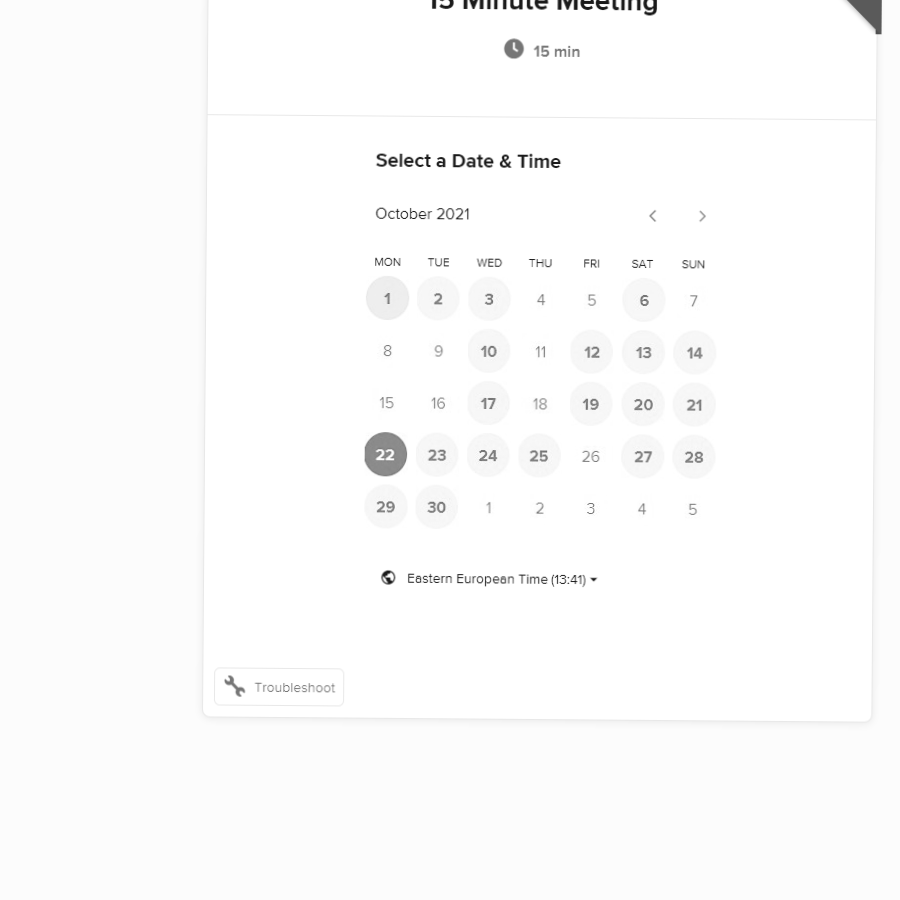 15 Minute Meeting
15 min
Select a Date & Time
October 2021
MON TUE WED THU FRI SAT SUN
1 2 3 4 5 6 7
8 9 10 11 12 13 14
15 16 17 18 19 20 21
22 23 24 25 26 27 28
29 30 1 2 3 4 5
Eastern European Time (13:41)
Troubleshoot